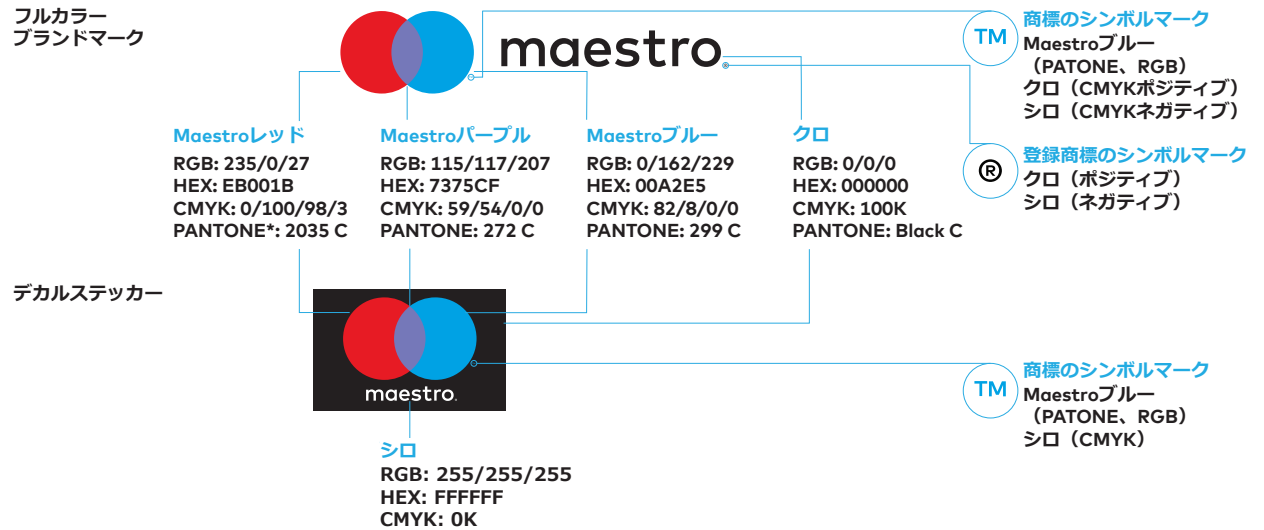 フルカラー
ブランドマーク
maestro
TM
商標のシンボルマーク
Maestroブルー
（PATONE、RGB）
クロ（CMYKポジティブ）
シロ（CMYKネガティブ）
Maestroレッド
RGB: 235/0/27
HEX: EB001B
CMYK: 0/100/98/3
PANTONE*: 2035 C
Maestroパープル
RGB: 115/117/207
HEX: 7375CF
CMYK: 59/54/0/0
PANTONE: 272 C
Maestroブルー
RGB: 0/162/229
HEX: 00A2E5
CMYK: 82/8/0/0
PANTONE: 299 C
クロ
RGB: 0/0/0
HEX: 000000
CMYK: 100K
PANTONE: Black C
®
登録商標のシンボルマーク
クロ（ポジティブ）
シロ（ネガティブ）
デカルステッカー
maestro
TM
商標のシンボルマーク
Maestroブルー
（PATONE、RGB）
シロ（CMYK）
シロ
RGB: 255/255/255
HEX: FFFFFF
CMYK: 0K